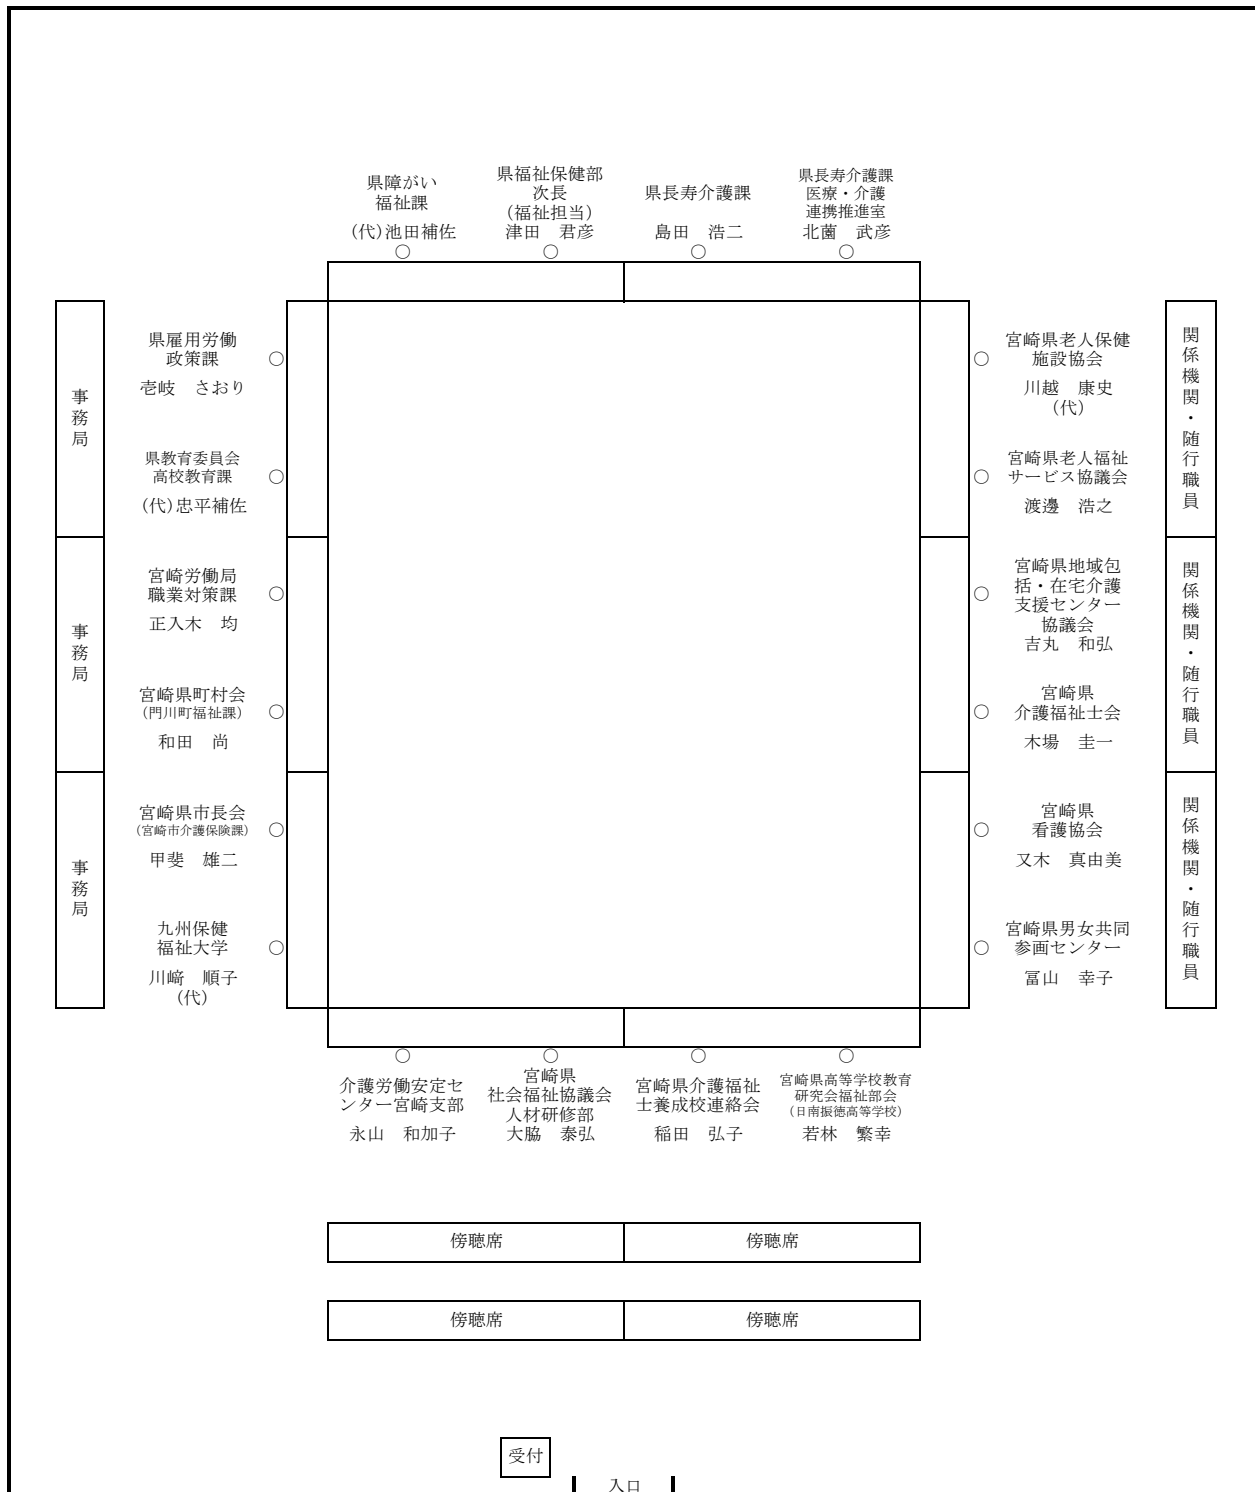 県障がい
福祉課
(代)池田補佐
○
県福祉保健部
次長
(福祉担当)
津田　君彦
○
県長寿介護課
島田　浩二
○
県長寿介護課
医療・介護
連携推進室
北薗　武彦
○
事務局
事務局
事務局
県雇用労働
政策課
壱岐　さおり
○
県教育委員会
高校教育課
(代)忠平補佐
○
宮崎労働局
職業対策課
正入木　均
○
宮崎県町村会
(門川町福祉課)
和田　尚
○
宮崎県市長会
(宮崎市介護保険課)
甲斐　雄二
○
九州保健
福祉大学
川﨑　順子
(代)
○
宮崎県老人保健
施設協会
川越　康史
(代)
○
宮崎県老人福祉
サービス協議会
渡邊　浩之
○
宮崎県地域包
括・在宅介護
支援センター
協議会
吉丸　和弘
○
宮崎県
介護福祉士会
木場　圭一
○
宮崎県
看護協会
又木　真由美
○
宮崎県男女共同
参画センター
冨山　幸子
○
関係機関・随行職員
関係機関・随行職員
関係機関・随行職員
○
介護労働安定セ
ンター宮崎支部
永山　和加子
○
宮崎県
社会福祉協議会
人材研修部
大脇　泰弘
○
宮崎県介護福祉
士養成校連絡会
稲田　弘子
○
宮崎県高等学校教育
研究会福祉部会
(日南振徳高等学校)
若林　繁幸
傍聴席
傍聴席
傍聴席
傍聴席
受付
入口